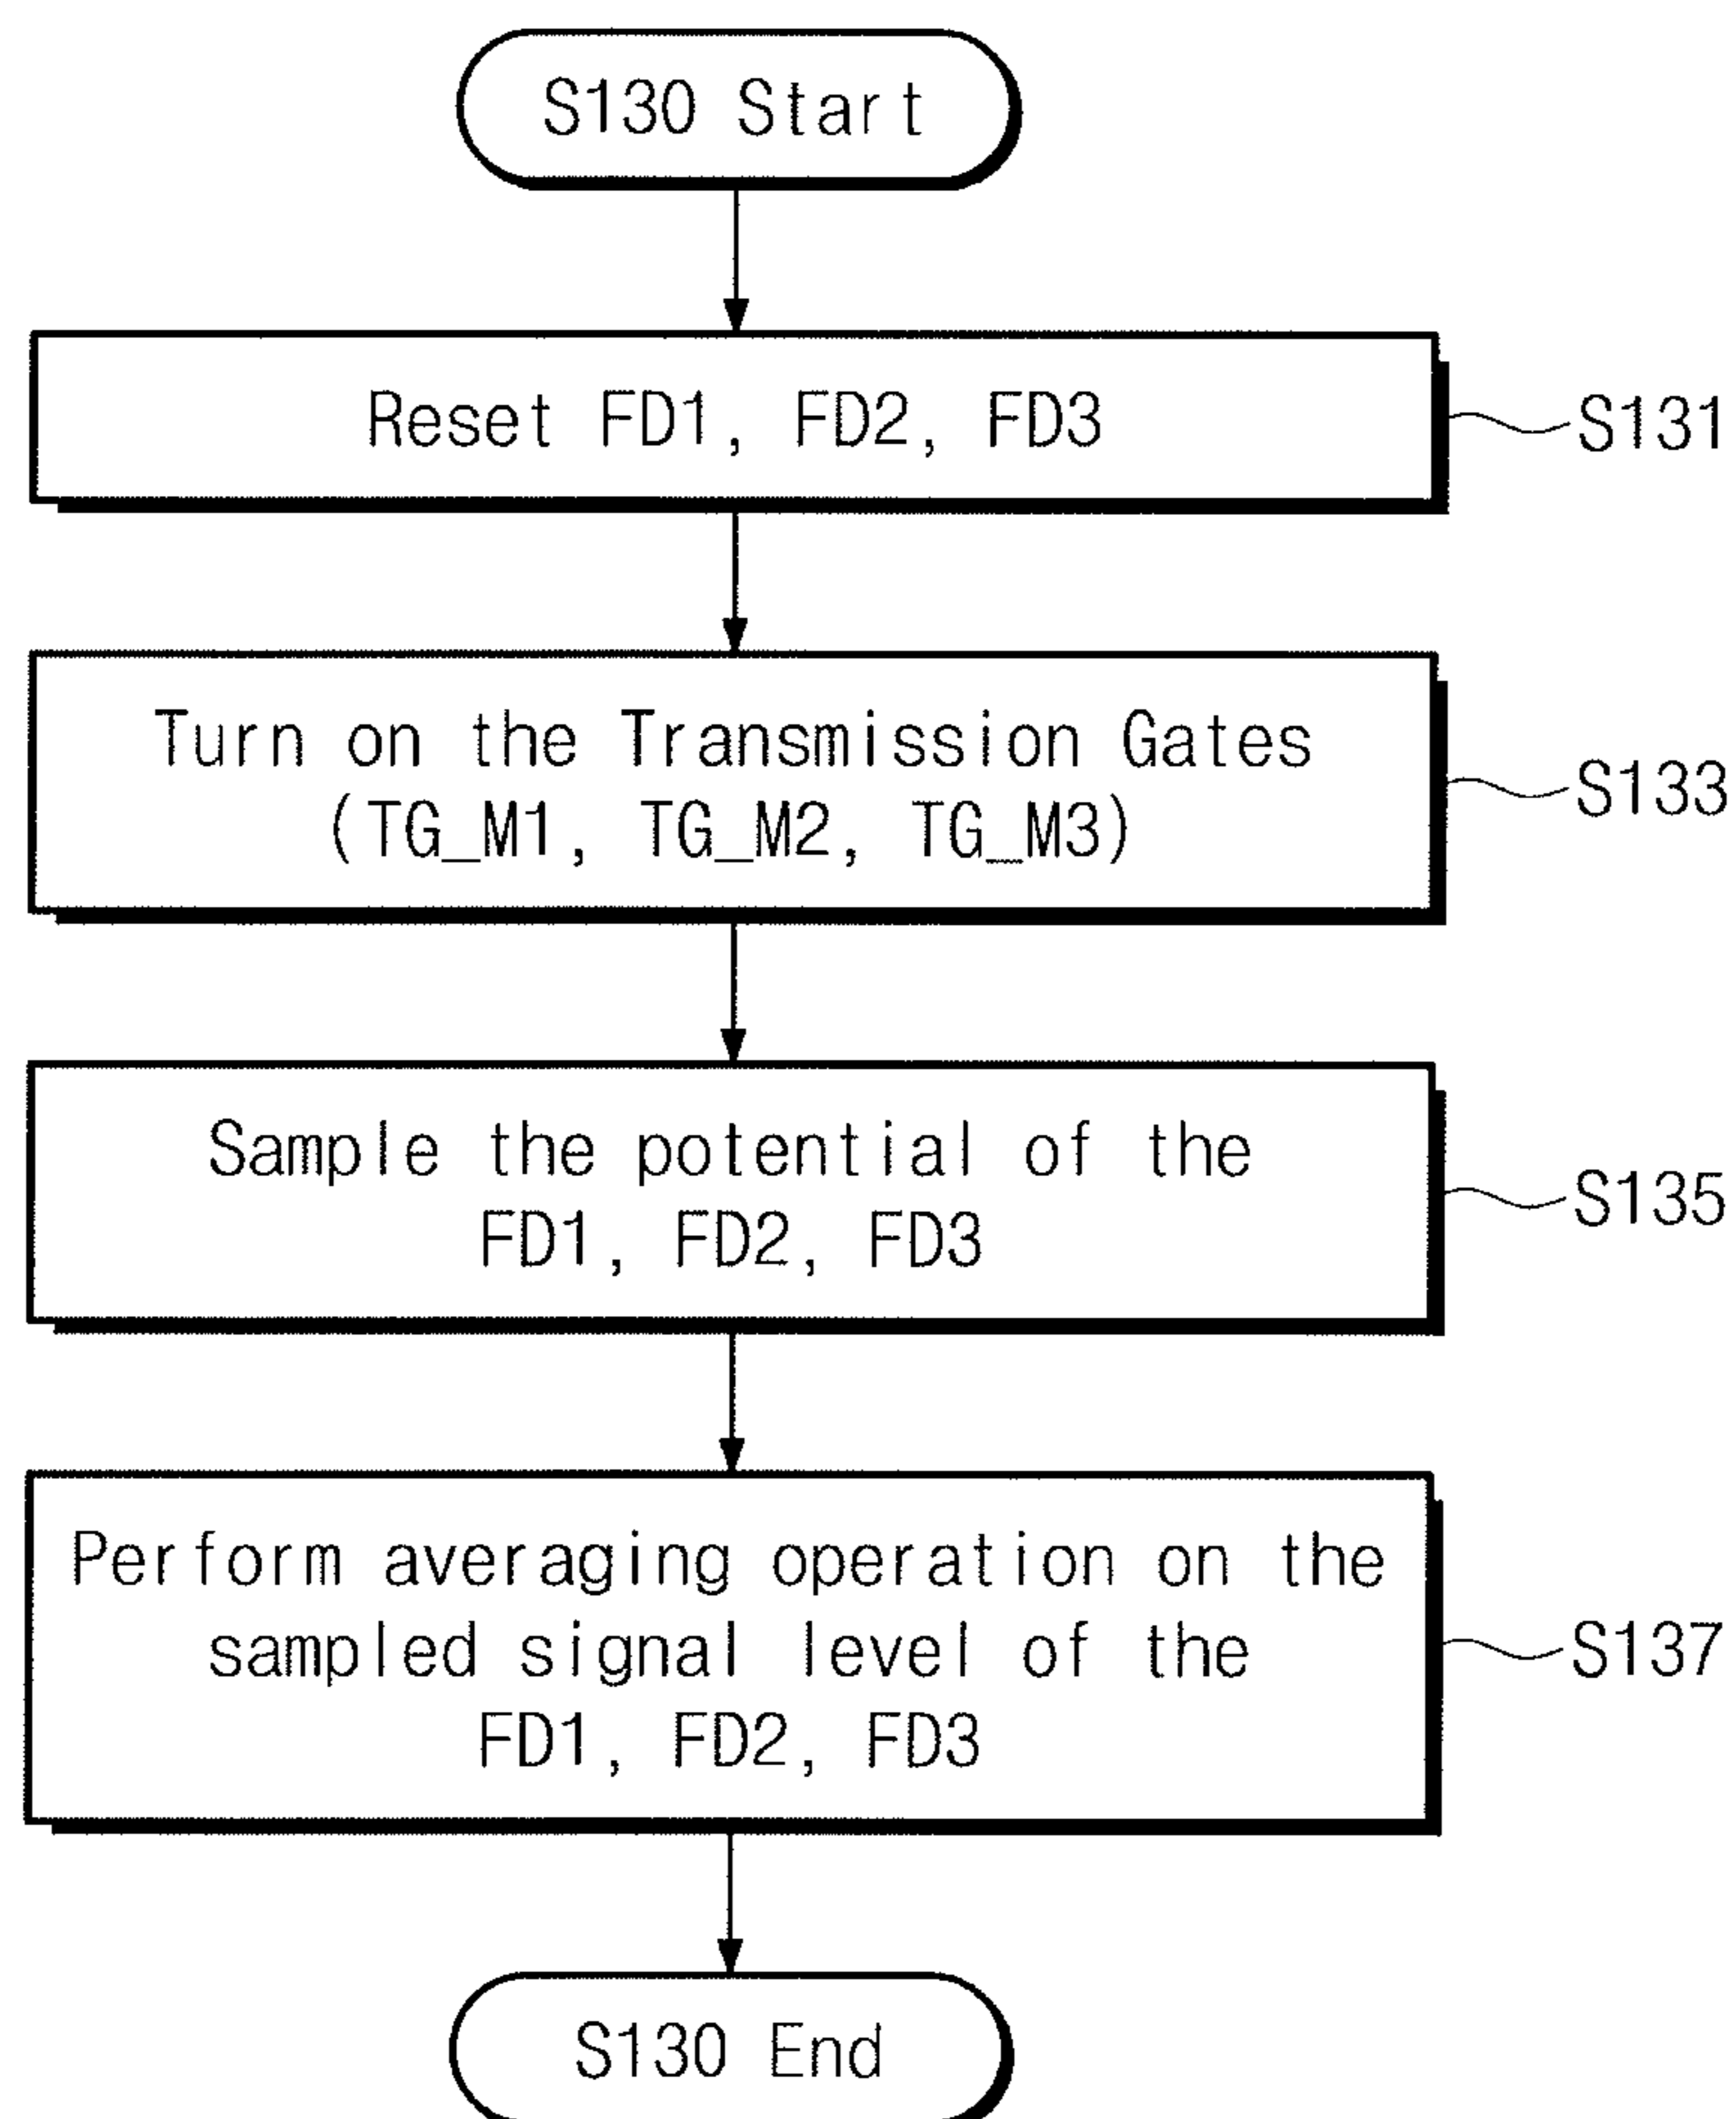 S130 Start
Reset FD1, FD2, FD3
S131
Turn on the Transmission Gates
(TG_M1, TG_M2, TG_M3)
S133
Sample the potential of the
FD1, FD2, FD3
S135
Perform averaging operation on the
sampled signal level of the
FD1, FD2, FD3
S137
S130 End